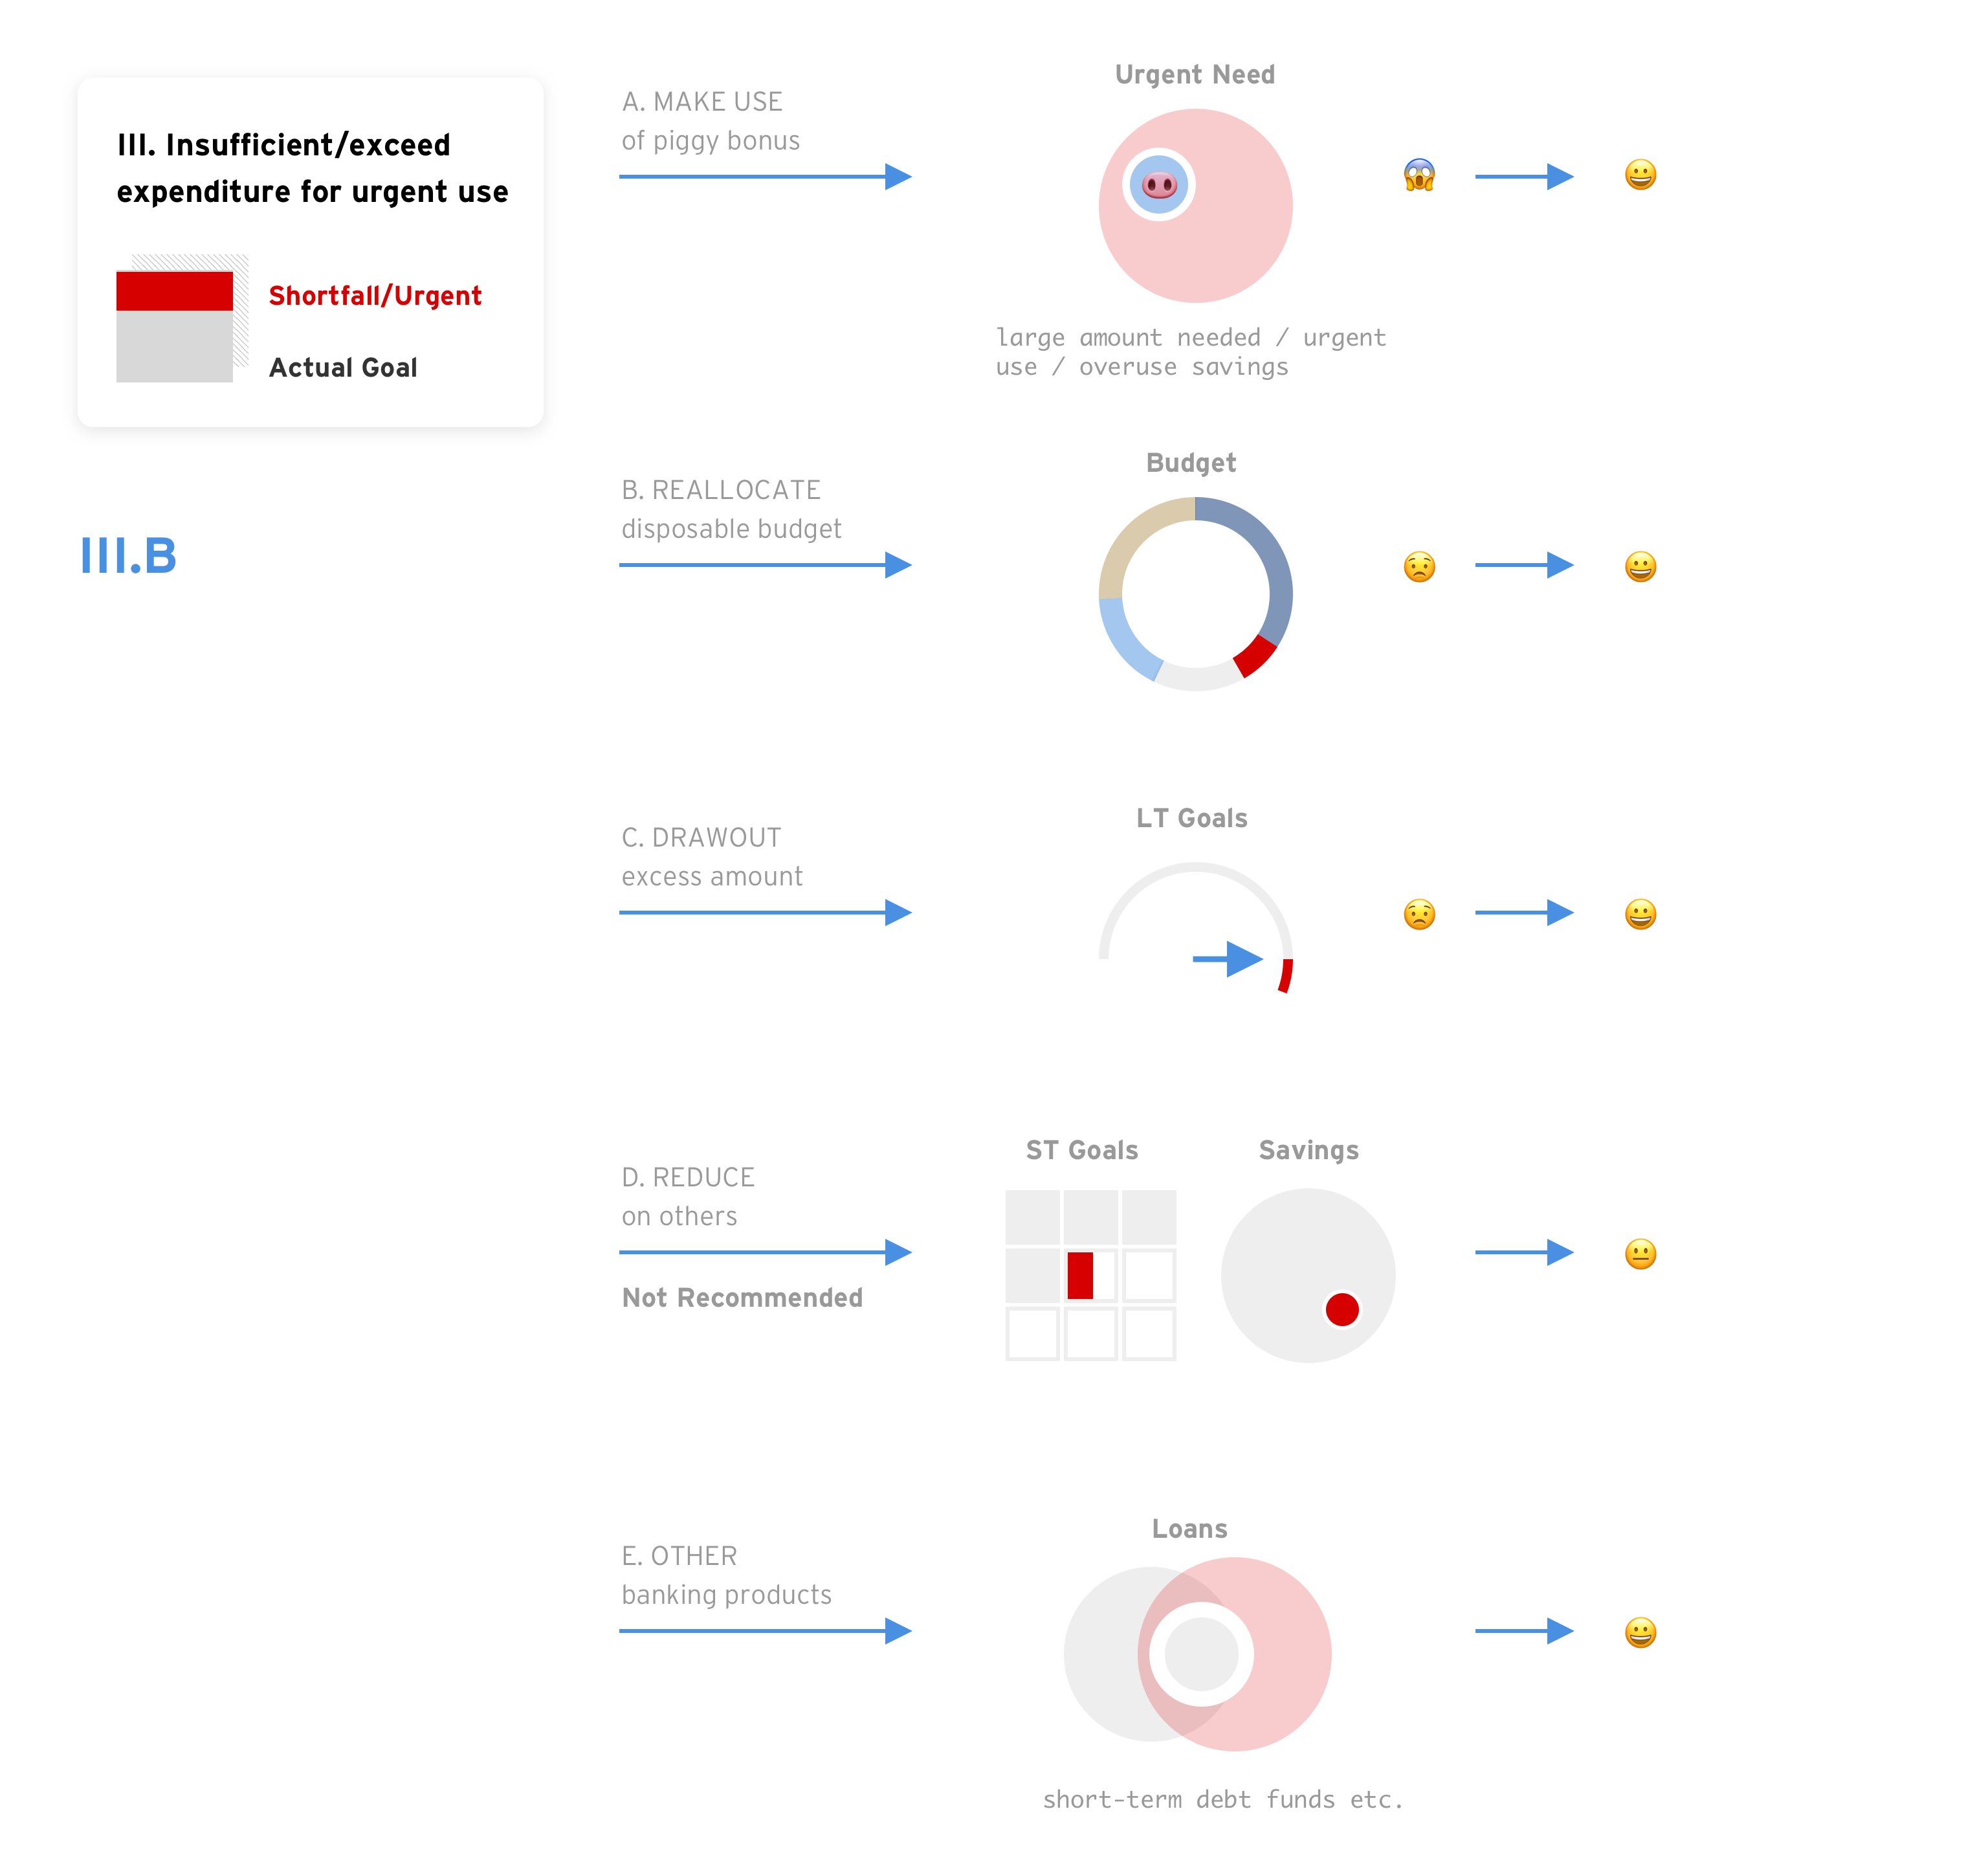 III. Insufficient/exceed
expenditure for urgent use
Shortfall/Urgent
Actual Goal
III.B
A. MAKE USE
of piggy bonus
Urgent Need
large amount needed / urgent
use / overuse savings
B. REALLOCATE
disposable budget
Budget
C. DRAWOUT
excess amount
LT Goals
D. REDUCE
on others
Not Recommended
ST Goals
Savings
E. OTHER
banking products
Loans
short-term debt funds etc.